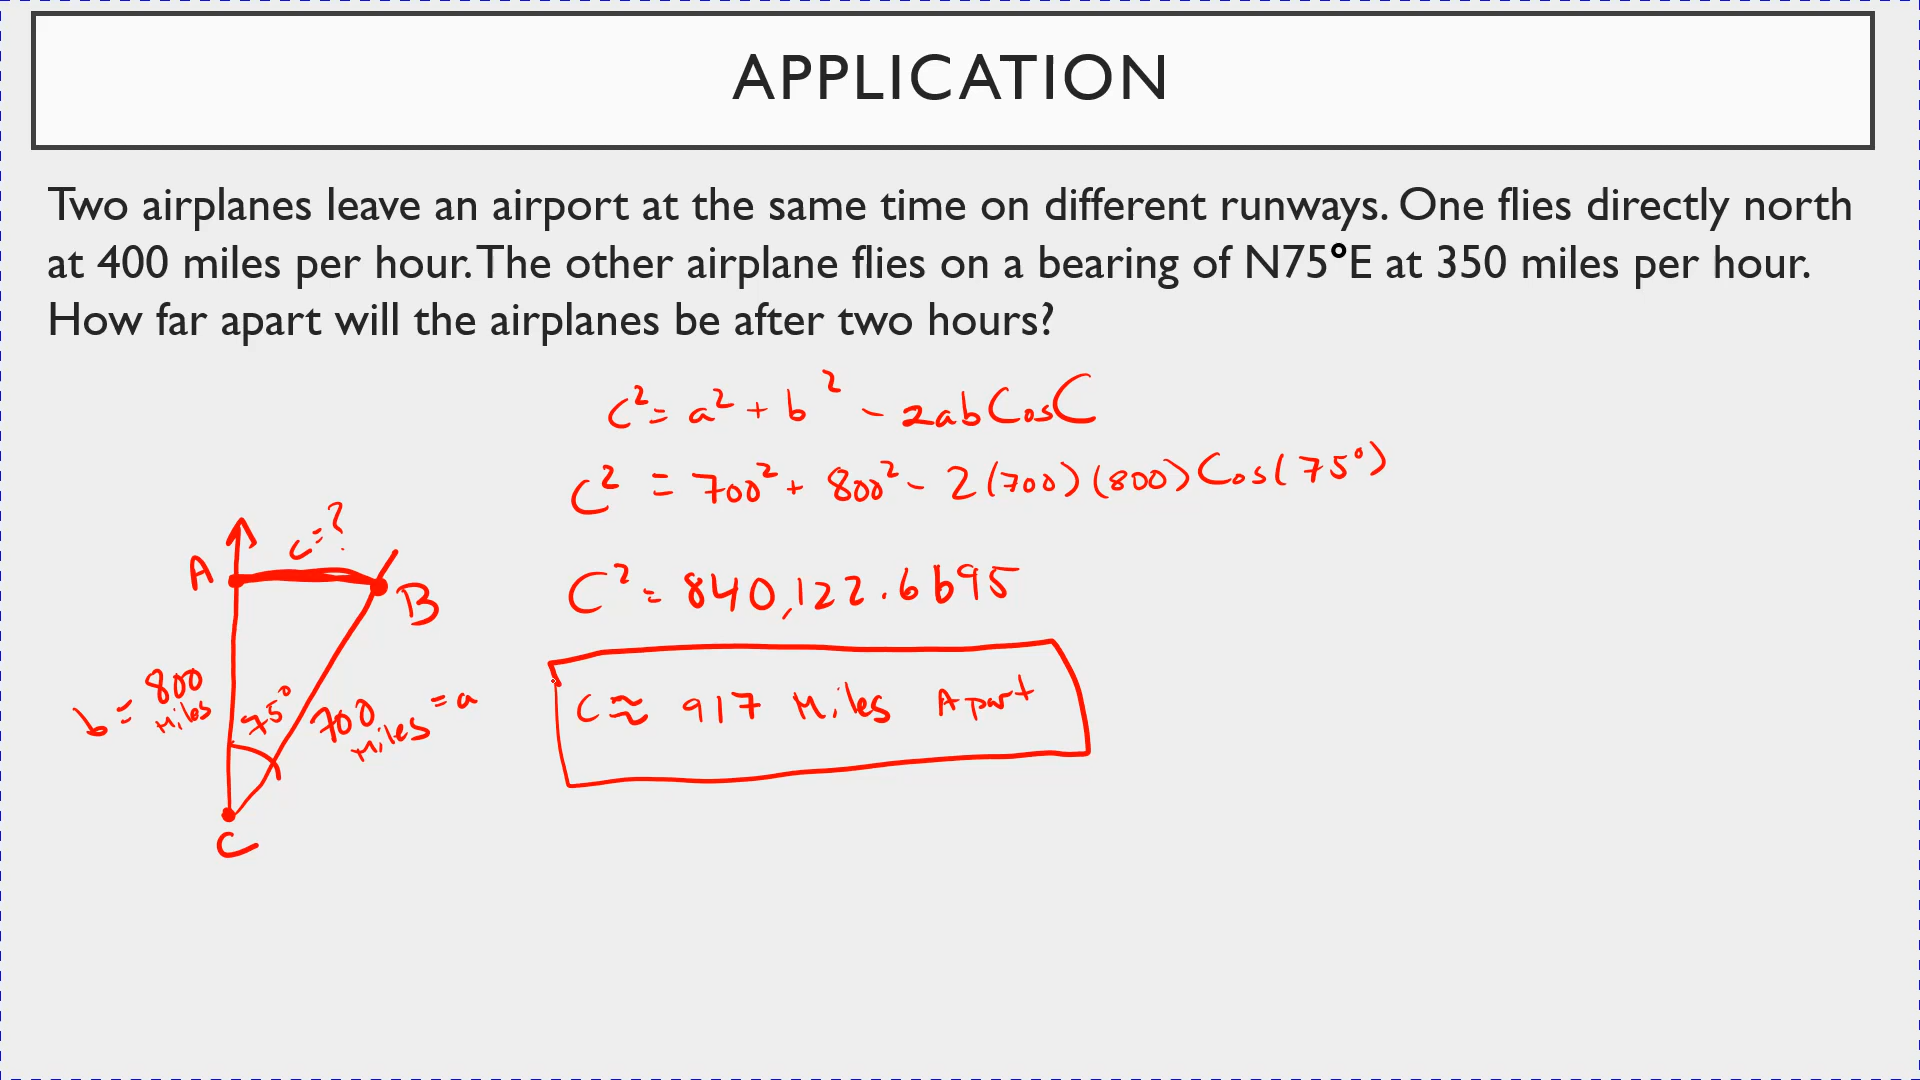 APPLICATION
Two airplanes leave an airport at the same time on different runways. One flies directly north
at 400 miles per hour. The other airplane flies on a bearing of N75°E at 350 miles per hour.
How far apart will the airplanes be after two hours?
c² = a² + b² - 2abCosC
c² = 700² + 800² - 2(700)(800)Cos(75°)
c² = 840,122.6695
c ≈ 917 Miles Apart
c=?
A
B
b = 800 Miles
75°
700 Miles = a
C